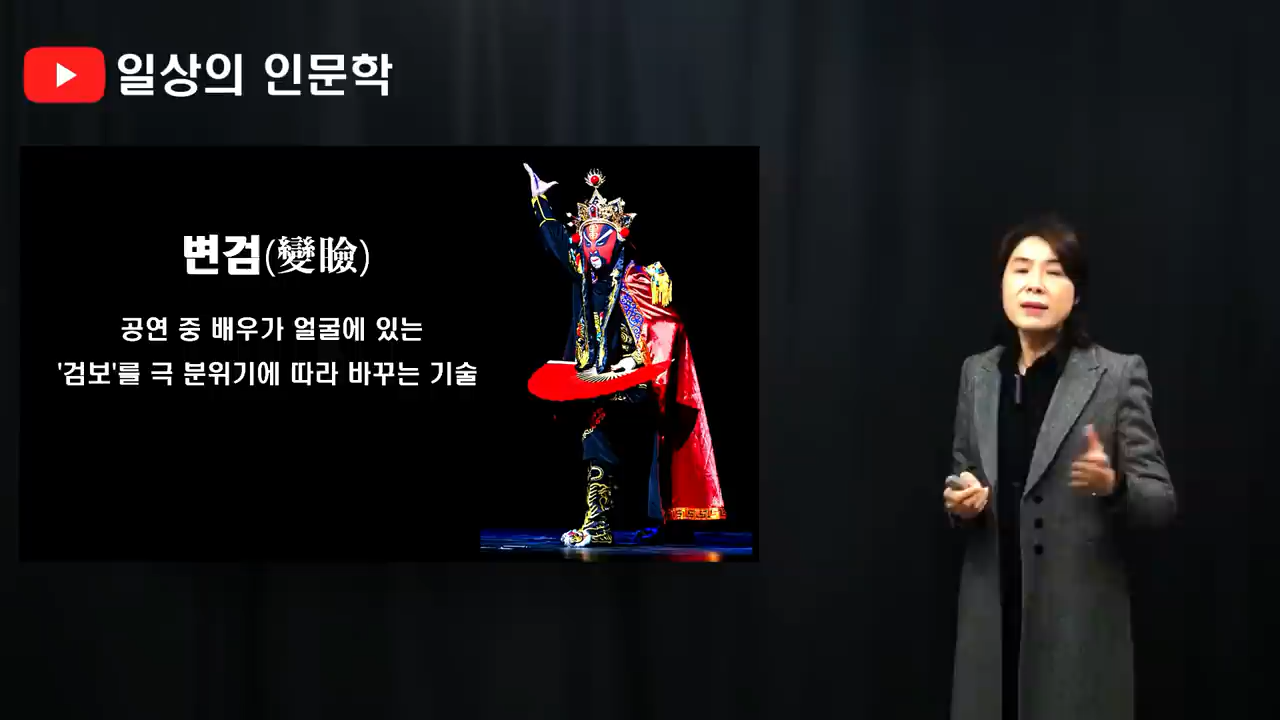 일상의 인문학
변검(變瞼)
공연 중 배우가 얼굴에 있는
'검보'를 극 분위기에 따라 바꾸는 기술